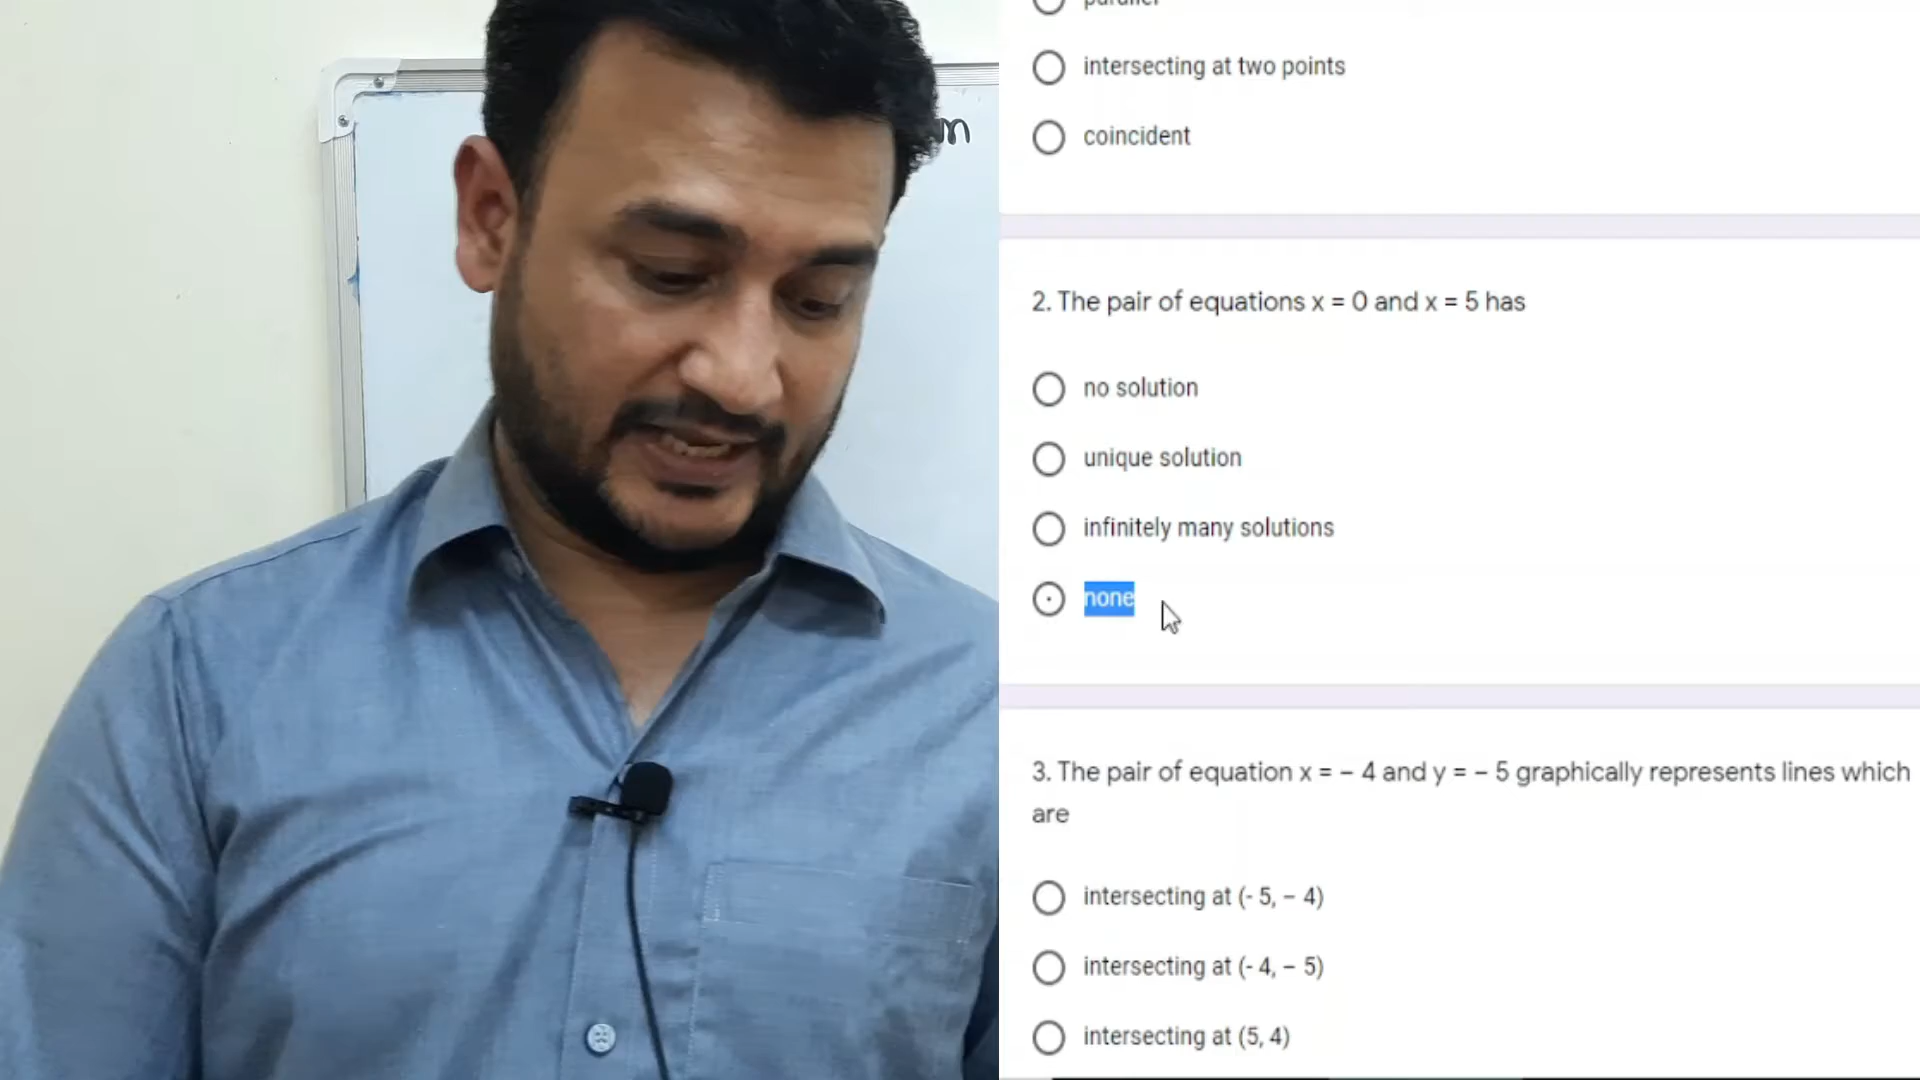 intersecting at two points
coincident
2. The pair of equations x = 0 and x = 5 has
no solution
unique solution
infinitely many solutions
none
3. The pair of equation x = – 4 and y = – 5 graphically represents lines which
are
intersecting at (- 5, – 4)
intersecting at (- 4, – 5)
intersecting at (5, 4)